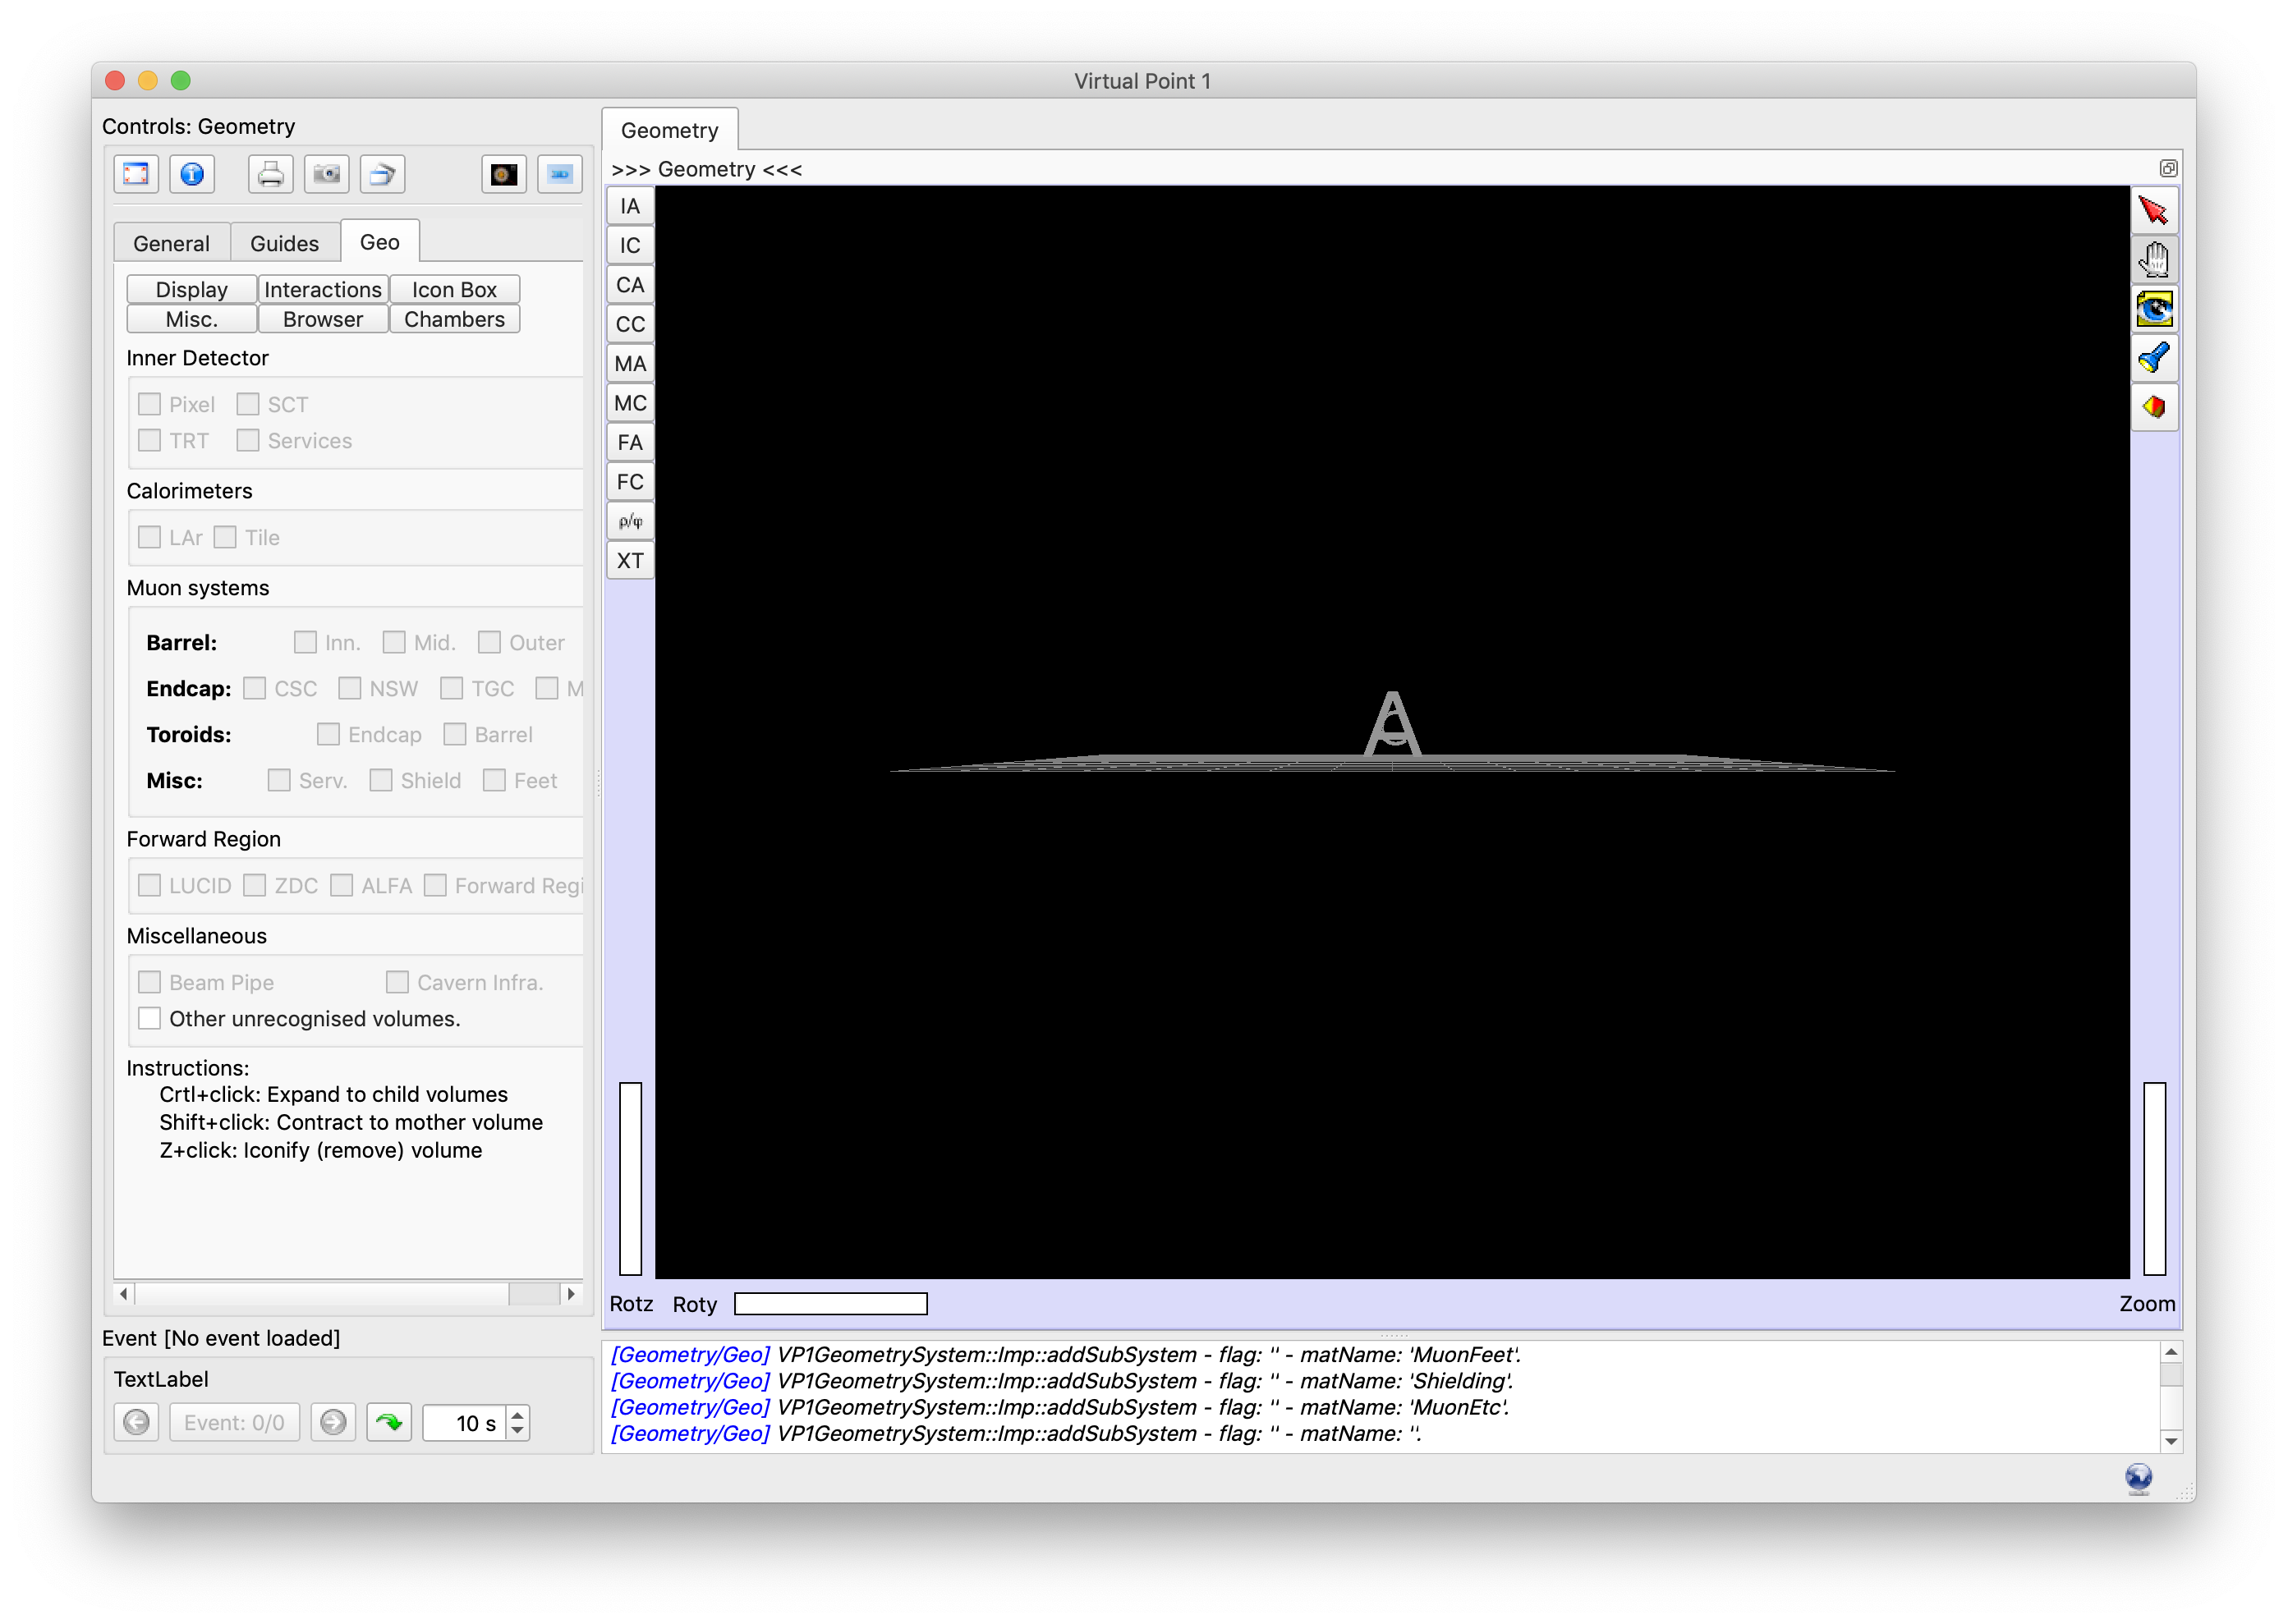 Virtual Point 1
Controls: Geometry
General Guides Geo
Display Interactions Icon Box
Misc. Browser Chambers
Inner Detector
Pixel SCT
TRT Services
Calorimeters
LAr Tile
Muon systems
Barrel: Inn. Mid. Outer
Endcap: CSC NSW TGC M
Toroids: Endcap Barrel
Misc: Serv. Shield Feet
Forward Region
LUCID ZDC ALFA Forward Regi
Miscellaneous
Beam Pipe Cavern Infra.
Other unrecognised volumes.
Instructions:
Crtl+click: Expand to child volumes
Shift+click: Contract to mother volume
Z+click: Iconify (remove) volume
Event [No event loaded]
TextLabel
Event: 0/0 10 s
Geometry
>>> Geometry <<<
IA
IC
CA
CC
MA
MC
FA
FC
ρ/φ
XT
A
Rotz Roty Zoom
[Geometry/Geo] VP1GeometrySystem::Imp::addSubSystem - flag: '' - matName: 'MuonFeet'.
[Geometry/Geo] VP1GeometrySystem::Imp::addSubSystem - flag: '' - matName: 'Shielding'.
[Geometry/Geo] VP1GeometrySystem::Imp::addSubSystem - flag: '' - matName: 'MuonEtc'.
[Geometry/Geo] VP1GeometrySystem::Imp::addSubSystem - flag: '' - matName: ''.